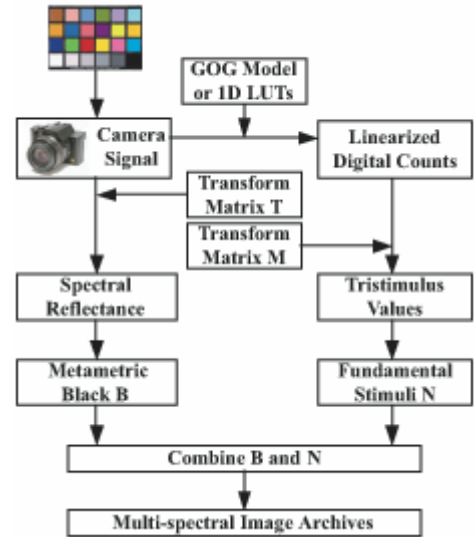 GOG Model
or 1D LUTs
Camera
Signal
Linearized
Digital Counts
Transform
Matrix T
Transform
Matrix M
Spectral
Reflectance
Tristimulus
Values
Metametric
Black B
Fundamental
Stimuli N
Combine B and N
Multi-spectral Image Archives